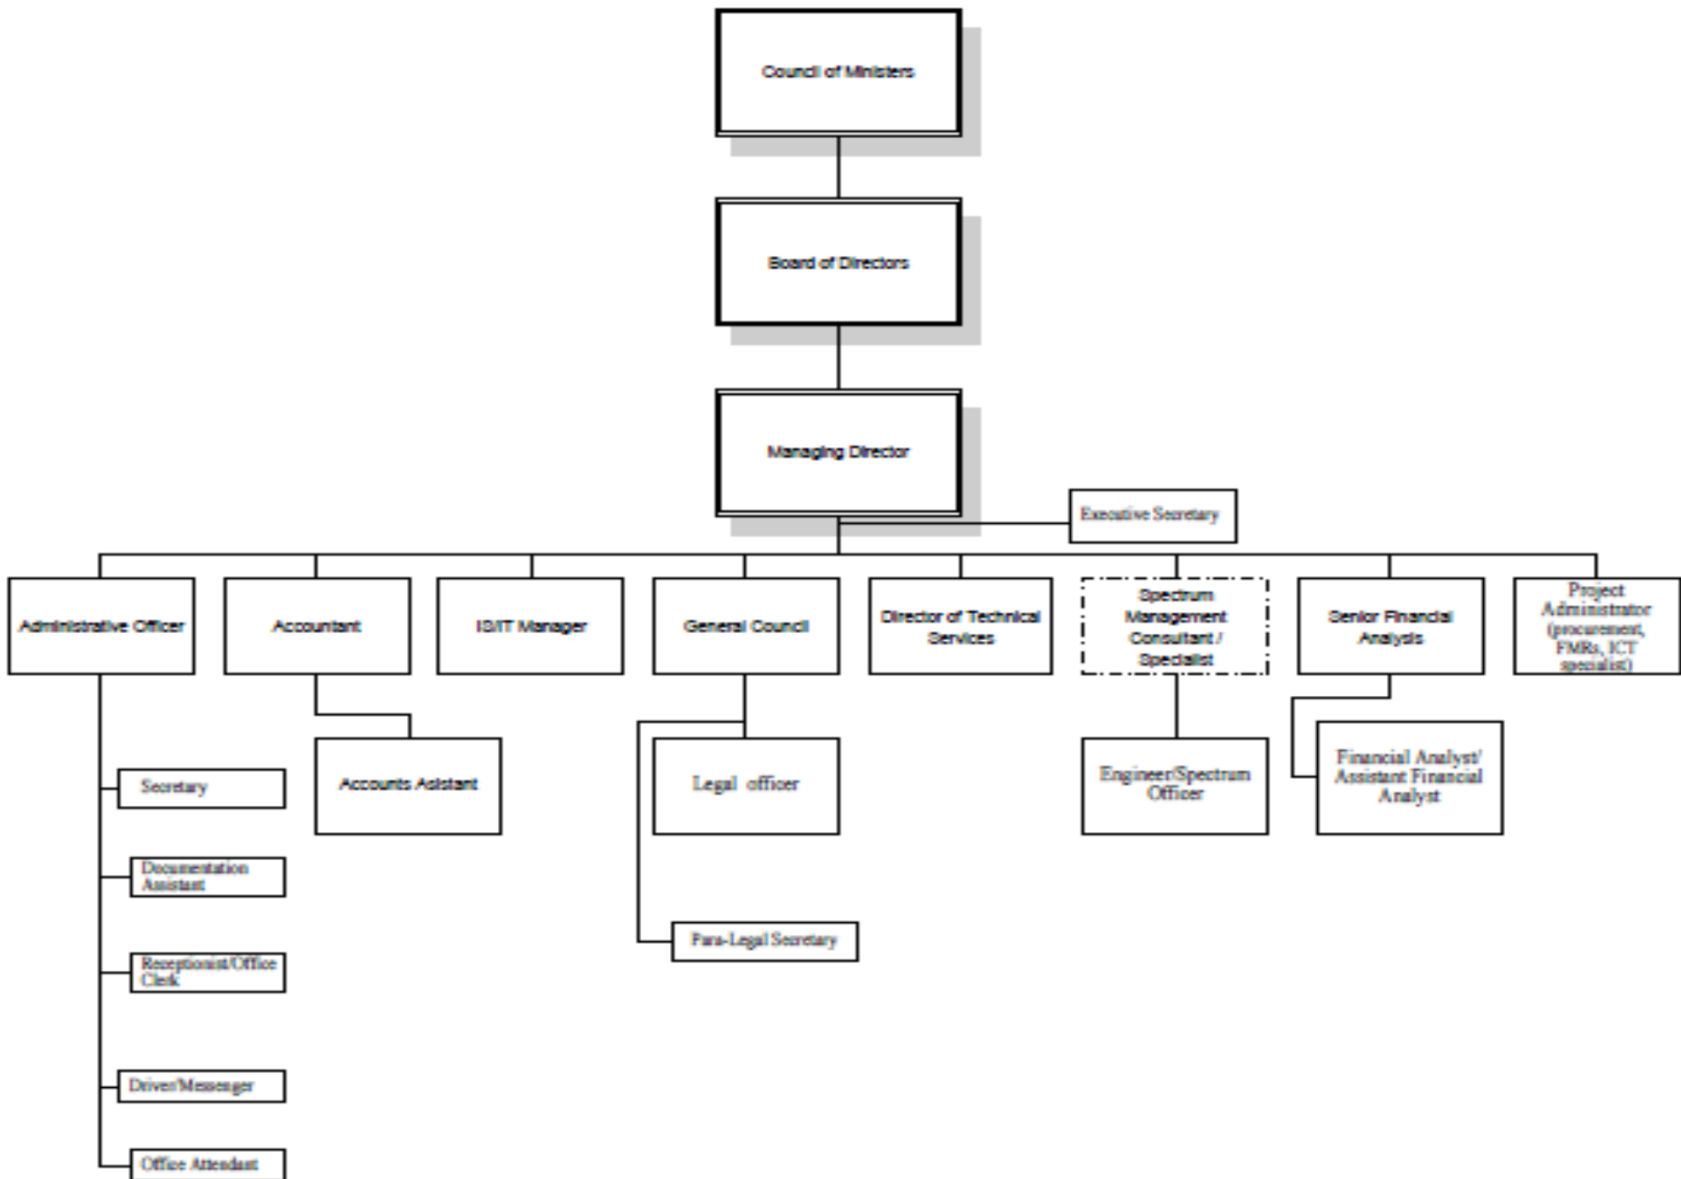 Council of Ministers
Board of Directors
Managing Director
Executive Secretary
Administrative Officer
Accountant
IS/IT Manager
General Council
Director of Technical
Services
Spectrum
Management
Consultant /
Specialist
Senior Financial
Analysis
Project
Administrator
(procurement,
FMRs, ICT
specialist)
Secretary
Documentation
Assistant
Receptionist/Office
Clerk
Driver/Messenger
Office Attendant
Accounts Asistant
Legal officer
Para-Legal Secretary
Engineer/Spectrum
Officer
Financial Analyst/
Assistant Financial
Analyst